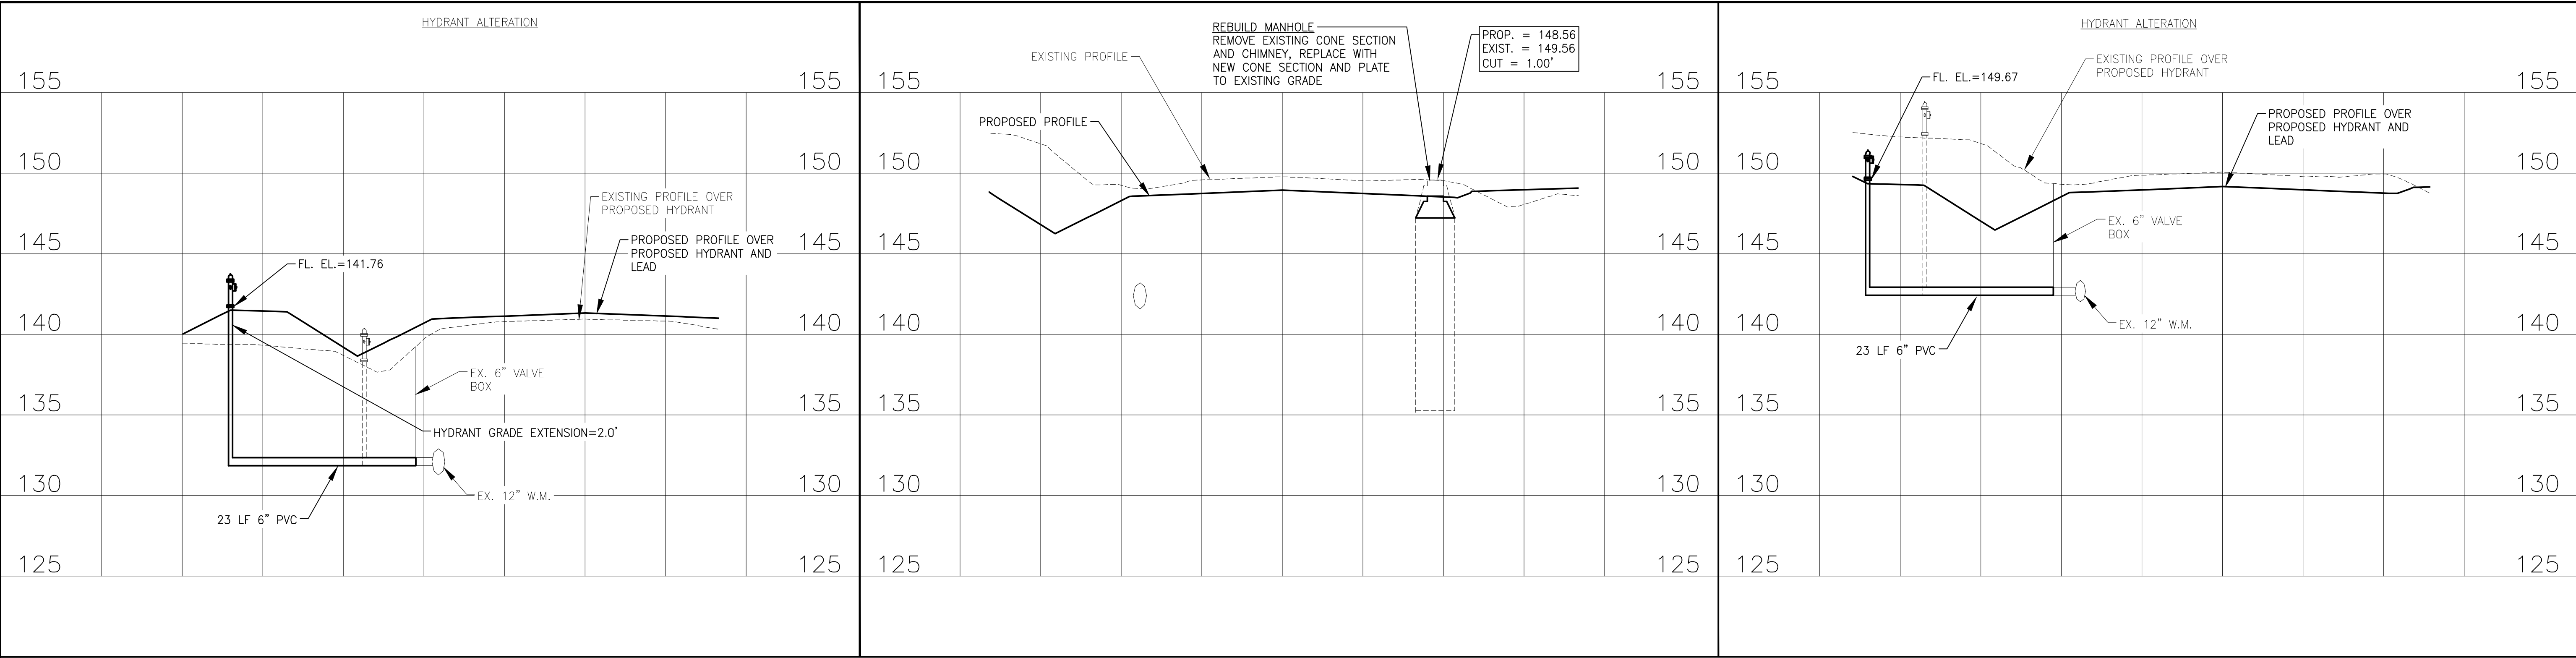 HYDRANT ALTERATION
155
155
150
150
EXISTING PROFILE OVER
PROPOSED HYDRANT
145
145
PROPOSED PROFILE OVER
PROPOSED HYDRANT AND
LEAD
FL. EL.=141.76
140
140
EX. 6" VALVE
BOX
135
135
HYDRANT GRADE EXTENSION=2.0'
130
130
EX. 12" W.M.
23 LF 6" PVC
125
125
REBUILD MANHOLE
REMOVE EXISTING CONE SECTION
AND CHIMNEY, REPLACE WITH
NEW CONE SECTION AND PLATE
TO EXISTING GRADE
PROP. = 148.56
EXIST. = 149.56
CUT = 1.00'
EXISTING PROFILE
155
155
PROPOSED PROFILE
150
150
145
145
140
140
135
135
130
130
125
125
HYDRANT ALTERATION
EXISTING PROFILE OVER
PROPOSED HYDRANT
FL. EL.=149.67
155
155
PROPOSED PROFILE OVER
PROPOSED HYDRANT AND
LEAD
150
150
EX. 6" VALVE
BOX
145
145
EX. 12" W.M.
140
140
23 LF 6" PVC
135
135
130
130
125
125